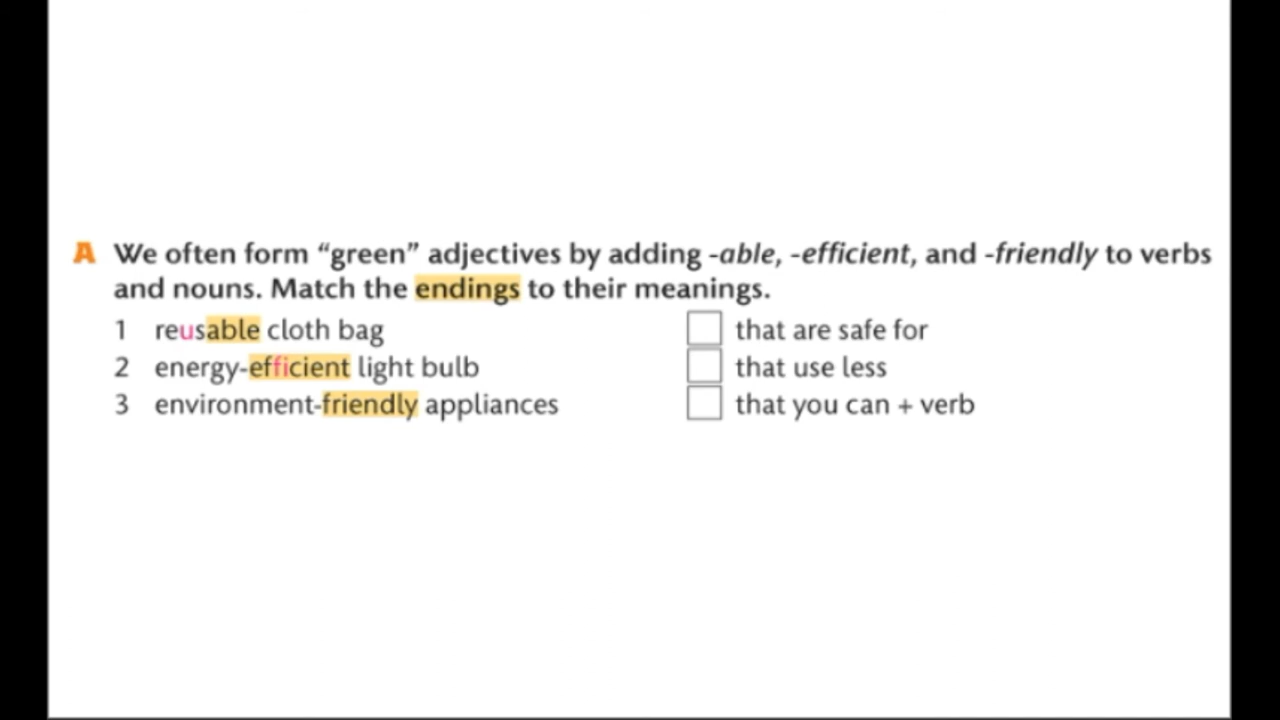 A We often form “green” adjectives by adding -able, -efficient, and -friendly to verbs
and nouns. Match the endings to their meanings.
1 reusable cloth bag
that are safe for
2 energy-efficient light bulb
that use less
3 environment-friendly appliances
that you can + verb